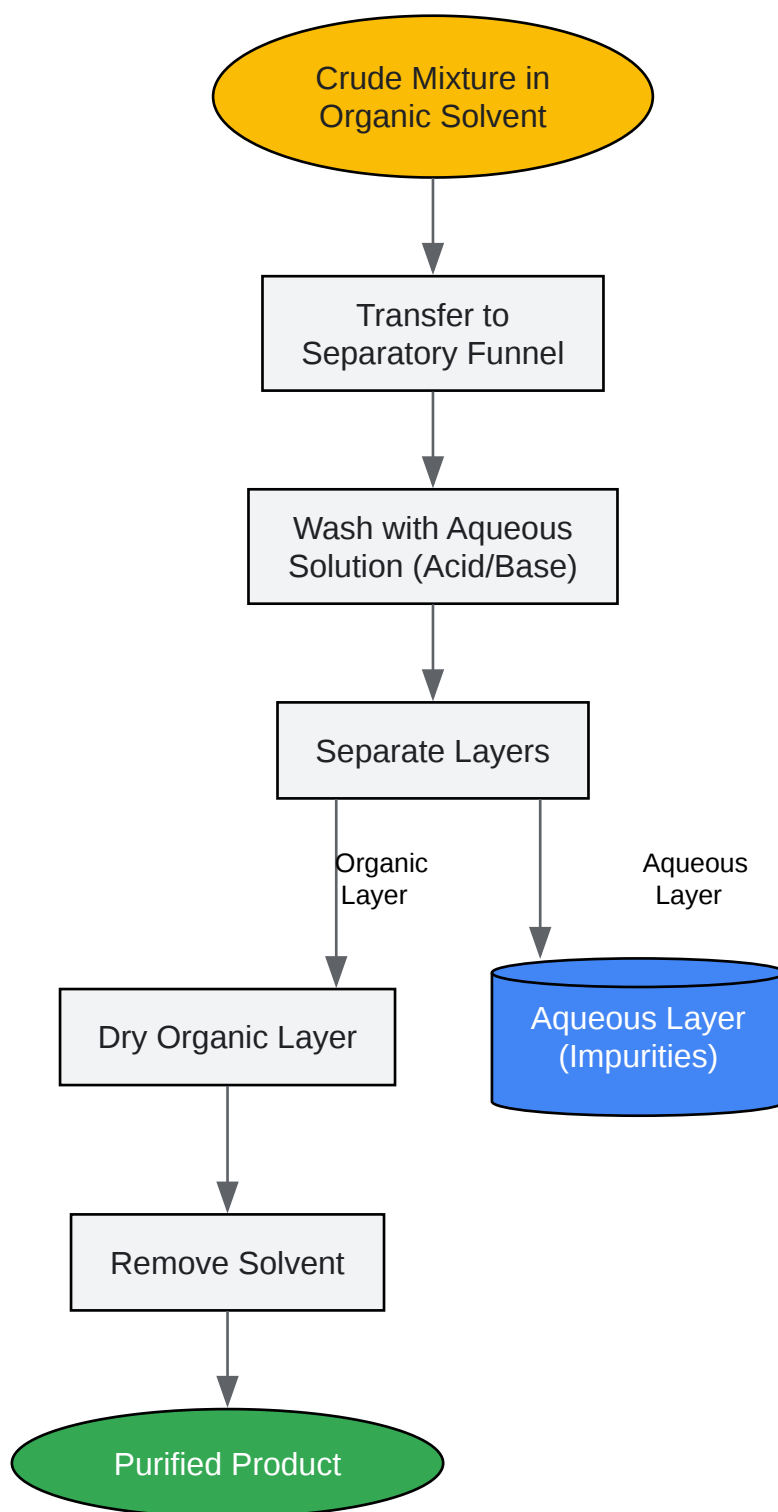 Crude Mixture in
Organic Solvent
Transfer to
Separatory Funnel
Wash with Aqueous
Solution (Acid/Base)
Separate Layers
Organic
Layer
Aqueous
Layer
Dry Organic Layer
Aqueous Layer
(Impurities)
Remove Solvent
Purified Product